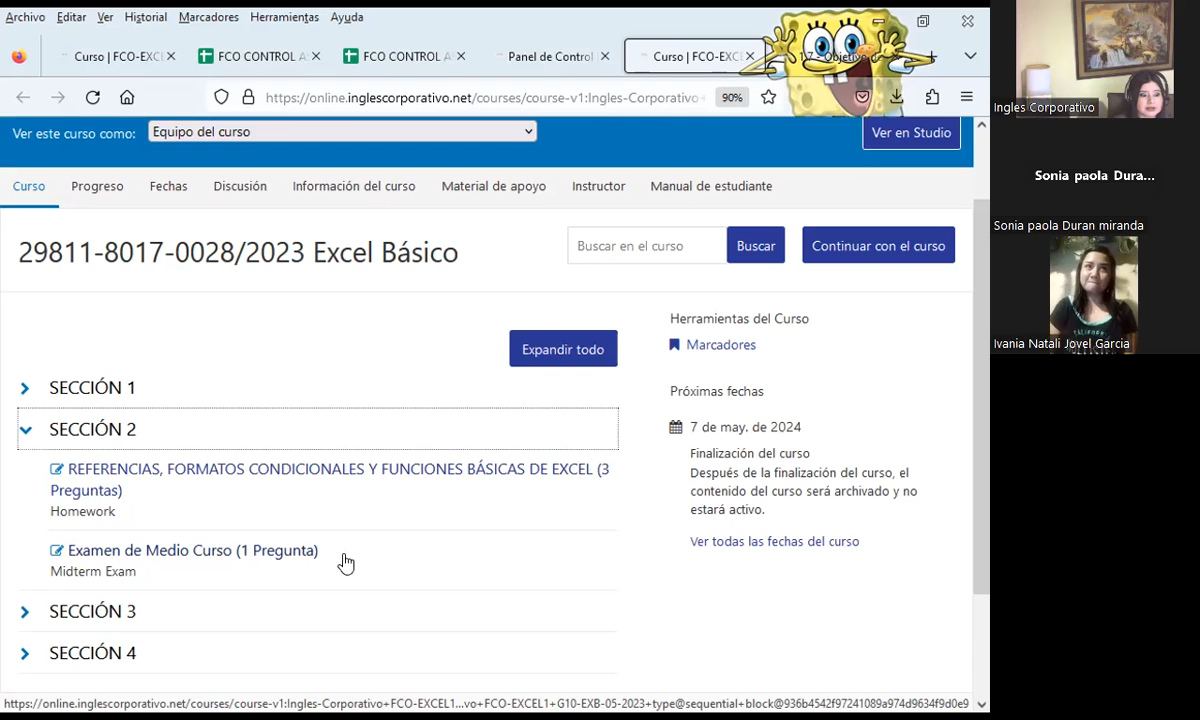 Archivo Editar Ver Historial Marcadores Herramientas Ayuda
Curso | FCO-EXCE
FCO CONTROL A
FCO CONTROL A
Panel de Control
Curso | FCO-EXCE
https://online.inglescorporativo.net/courses/course-v1:Ingles-Corporativo+
90%
Ver este curso como:
Equipo del curso
Ver en Studio
Curso Progreso Fechas Discusión Información del curso Material de apoyo Instructor Manual de estudiante
29811-8017-0028/2023 Excel Básico
Buscar en el curso
Buscar
Continuar con el curso
Expandir todo
SECCIÓN 1
SECCIÓN 2
REFERENCIAS, FORMATOS CONDICIONALES Y FUNCIONES BÁSICAS DE EXCEL (3
Preguntas)
Homework
Examen de Medio Curso (1 Pregunta)
Midterm Exam
SECCIÓN 3
SECCIÓN 4
Herramientas del Curso
Marcadores
Próximas fechas
7 de may. de 2024
Finalización del curso
Después de la finalización del curso, el
contenido del curso será archivado y no
estará activo.
Ver todas las fechas del curso
https://online.inglescorporativo.net/courses/course-v1:Ingles-Corporativo+FCO-EXCEL1...vo+FCO-EXCEL1+G10-EXB-05-2023+type@sequential+block@936b4542f97241089a974d9634f9d0e9
Ingles Corporativo
Sonia paola Dura...
Sonia paola Duran miranda
Ivania Natali Jovel Garcia